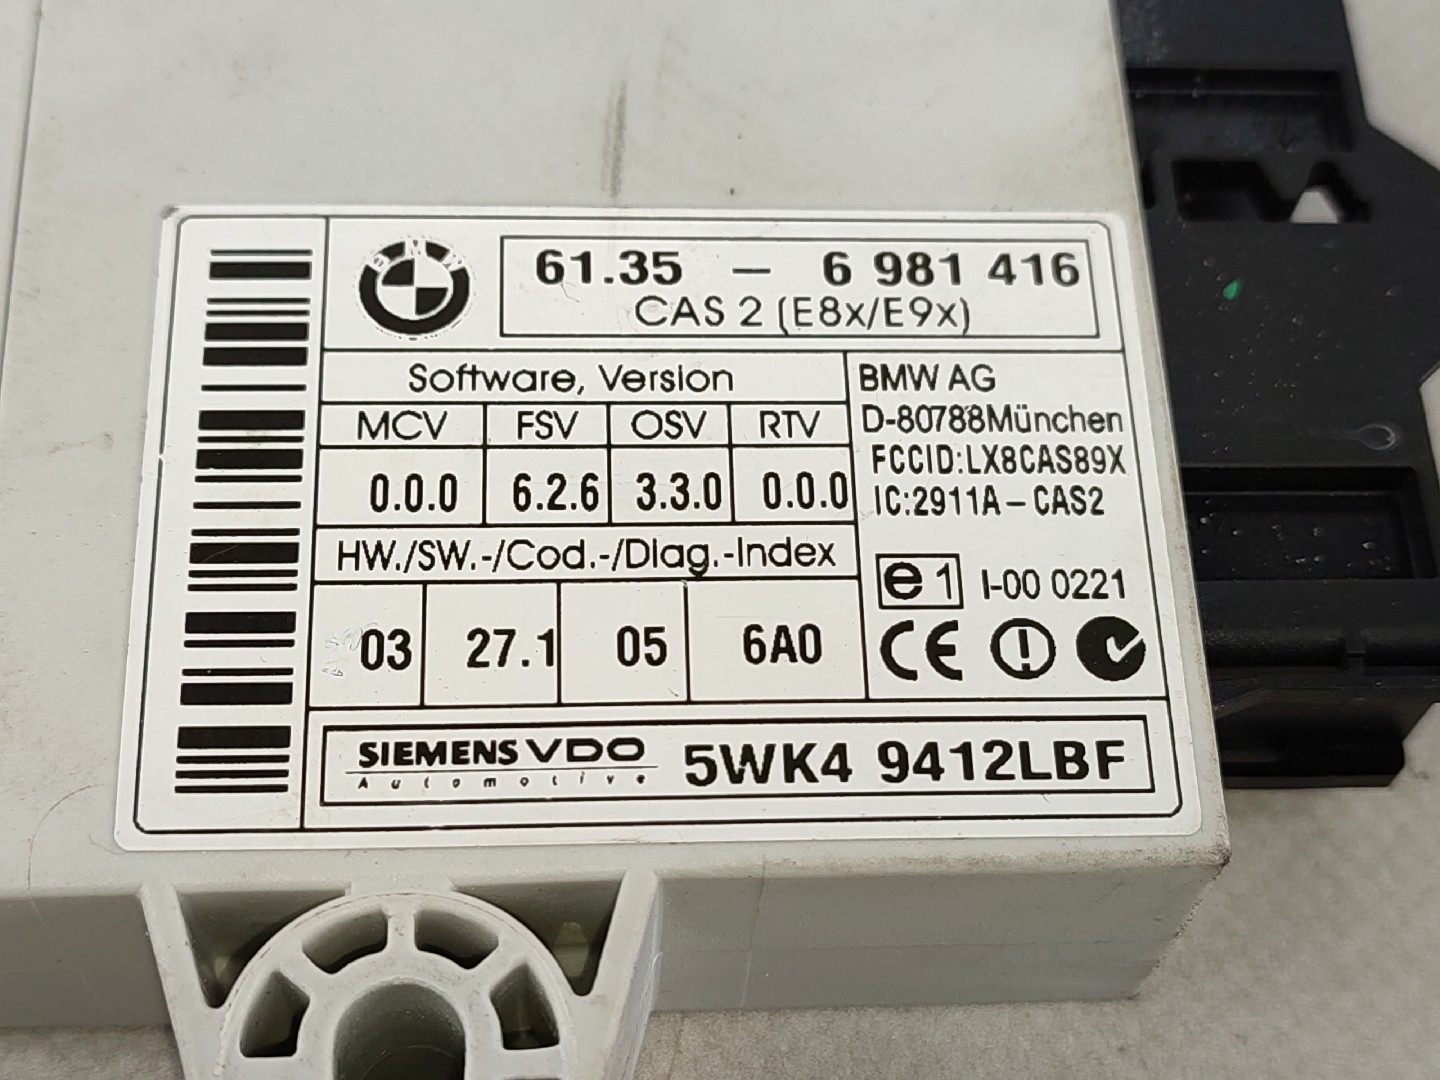 BMW
61.35 – 6 981 416
CAS 2 (E8x/E9x)
Software, Version
MCV FSV OSV RTV
0.0.0 6.2.6 3.3.0 0.0.0
HW./SW.-/Cod.-/Diag.-Index
03 27.1 05 6A0
BMW AG
D-80788München
FCCID:LX8CAS89X
IC:2911A-CAS2
e1 I-00 0221
CE
SIEMENS VDO
Automotive
5WK4 9412LBF